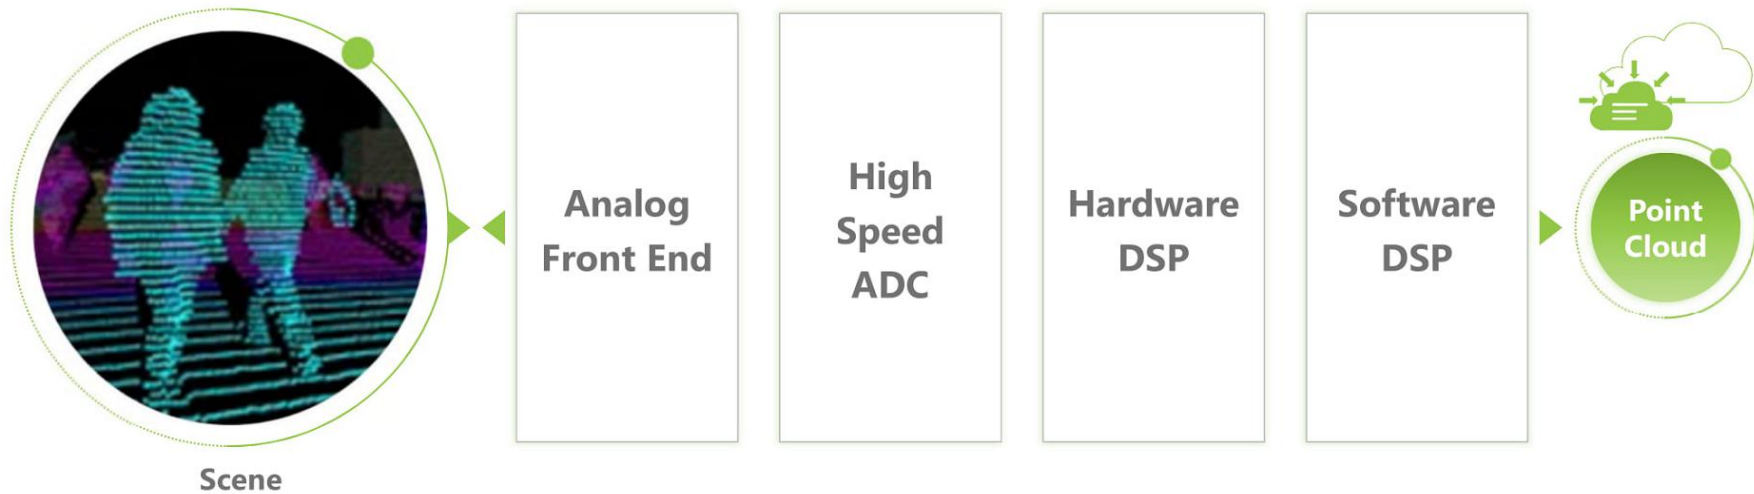 Scene
Analog
Front End
High
Speed
ADC
Hardware
DSP
Software
DSP
Point
Cloud